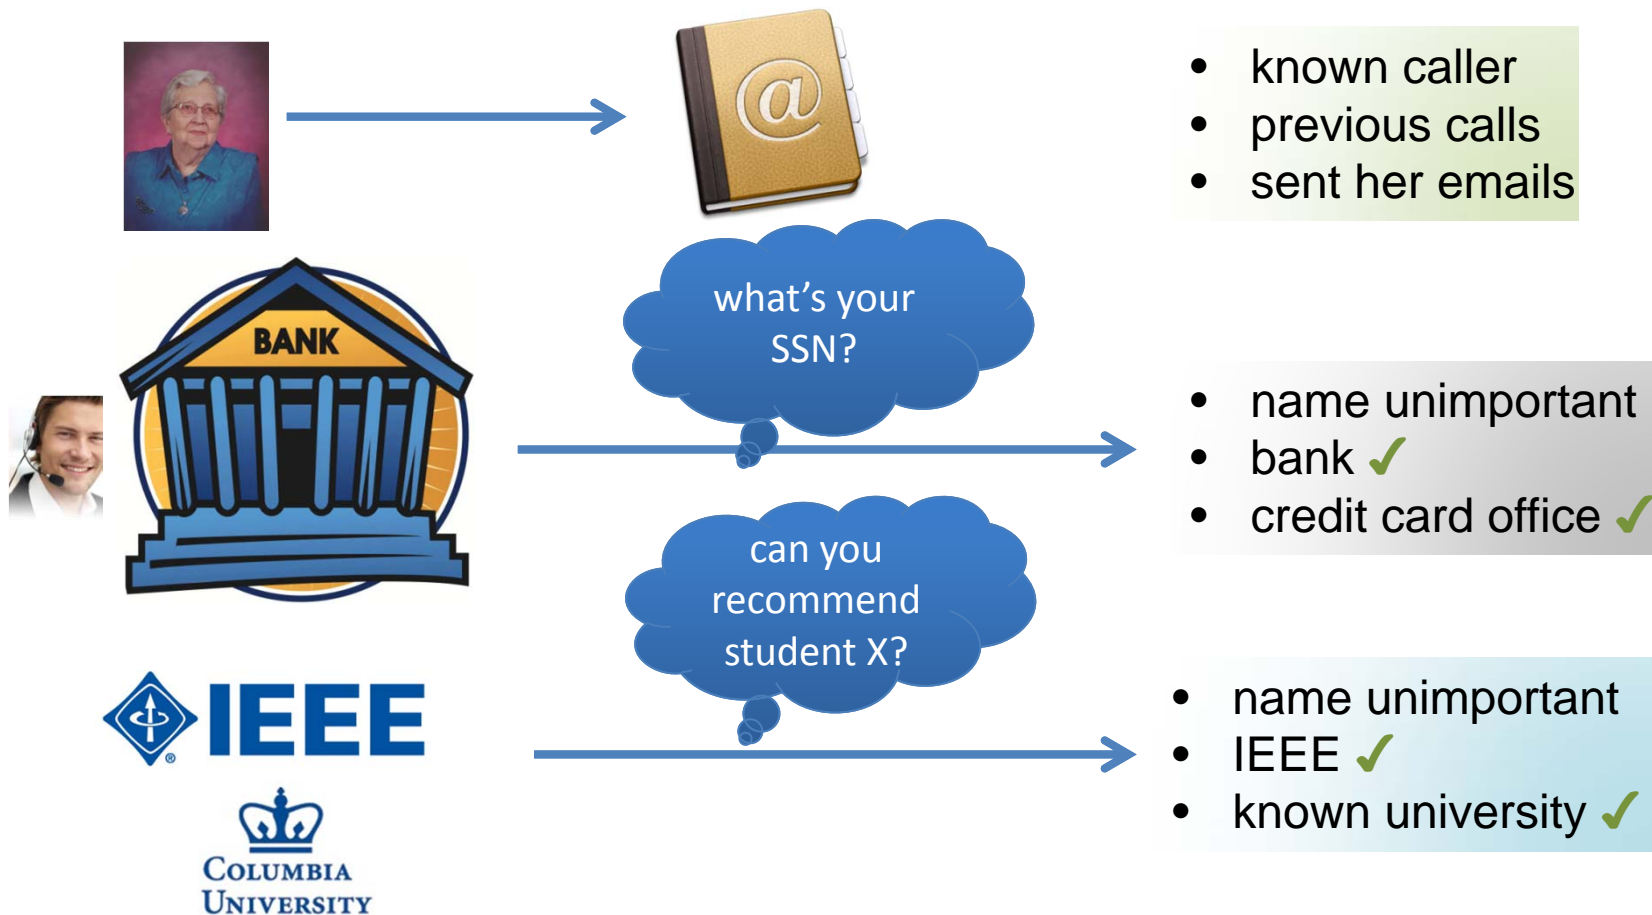 @
• known caller
• previous calls
• sent her emails
BANK
what’s your
SSN?
• name unimportant
• bank ✓
• credit card office ✓
can you
recommend
student X?
IEEE
®
• name unimportant
• IEEE ✓
• known university ✓
COLUMBIA
UNIVERSITY